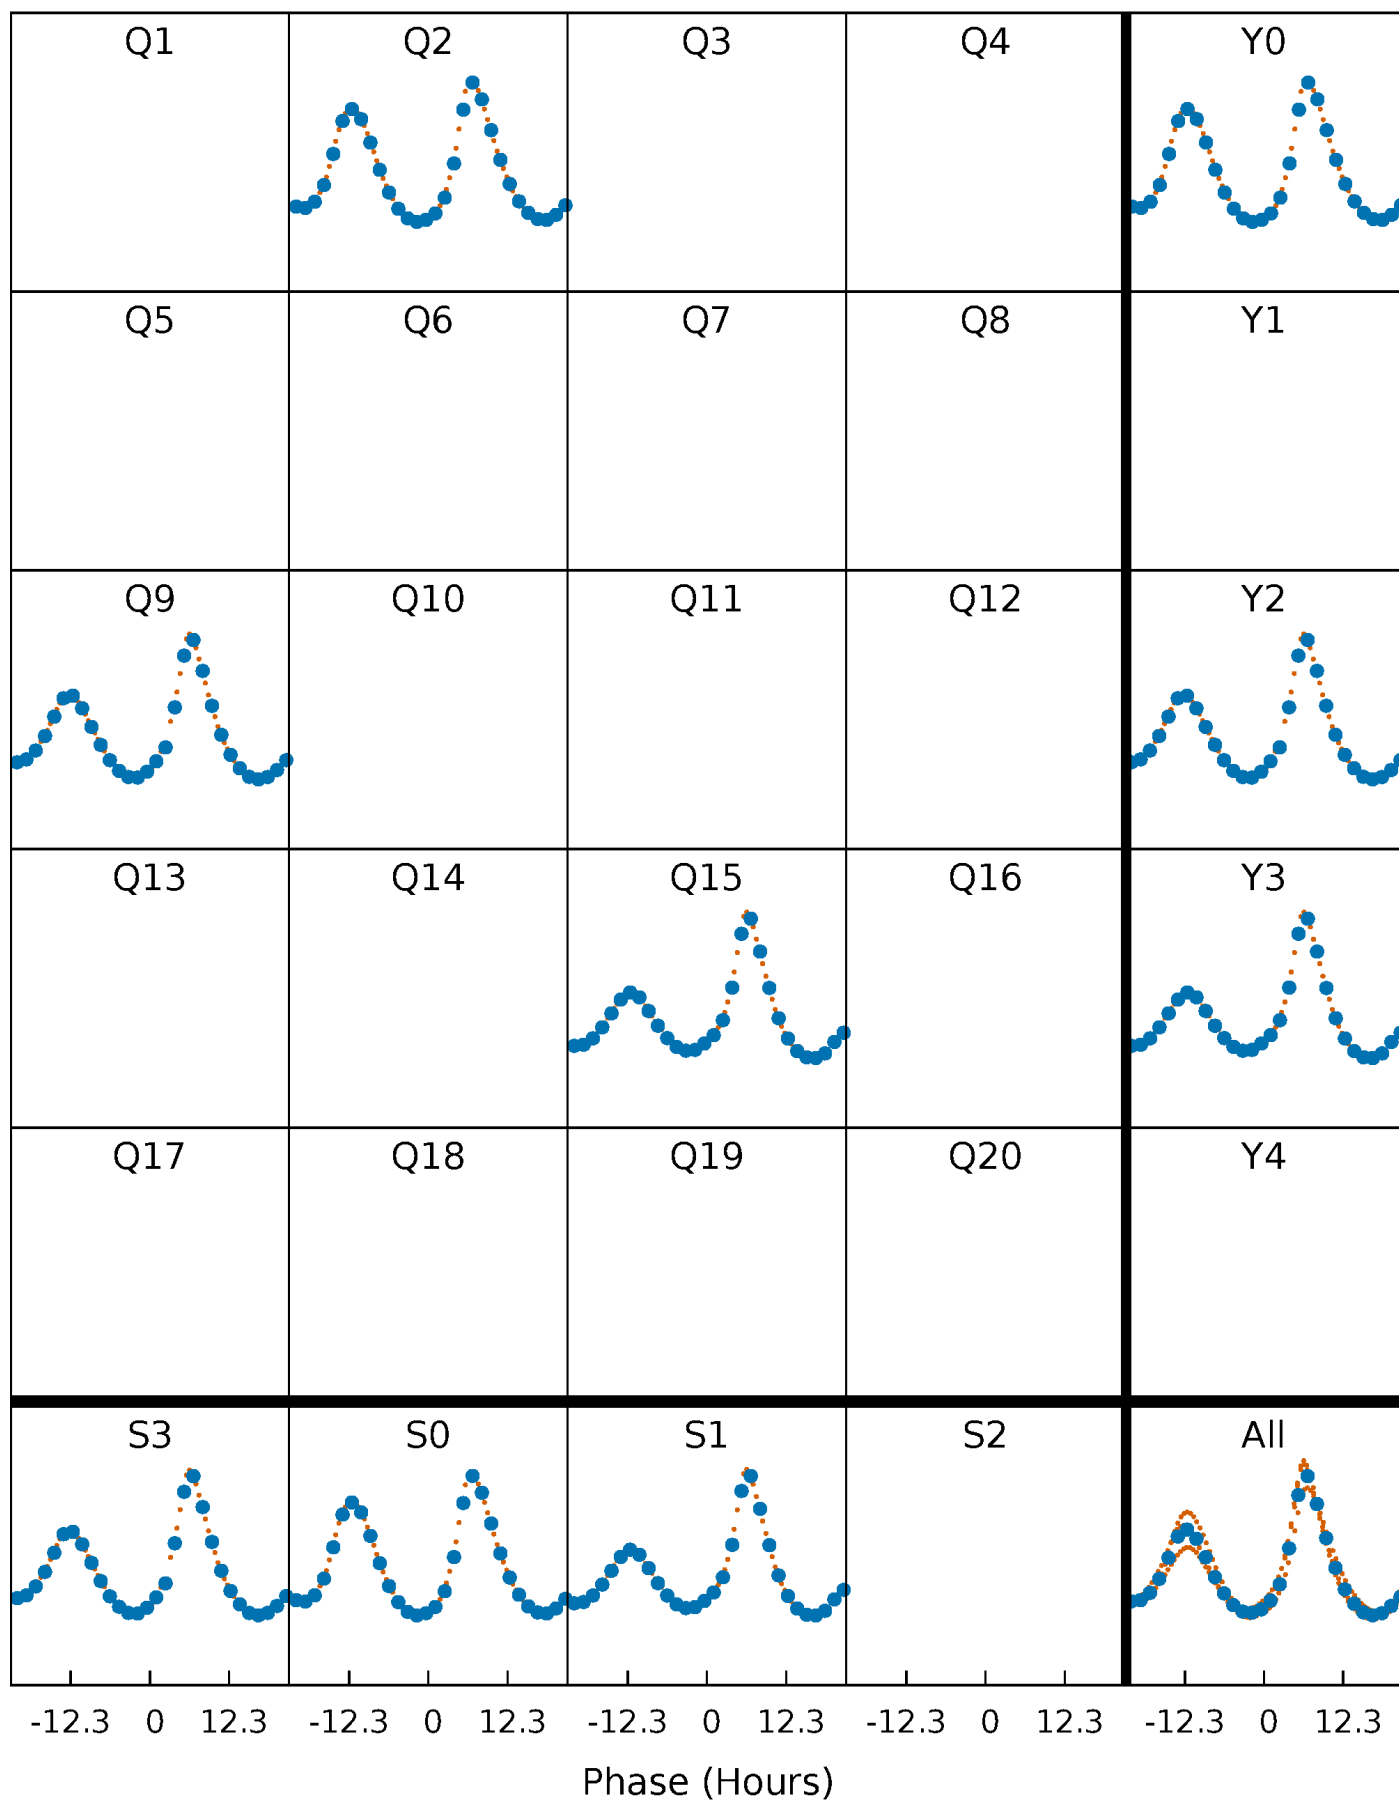 Q1 Q2 Q3 Q4 Y0
Q5 Q6 Q7 Q8 Y1
Q9 Q10 Q11 Q12 Y2
Q13 Q14 Q15 Q16 Y3
Q17 Q18 Q19 Q20 Y4
S3 S0 S1 S2 All
-12.3 0 12.3 -12.3 0 12.3 -12.3 0 12.3 -12.3 0 12.3 -12.3 0 12.3
Phase (Hours)